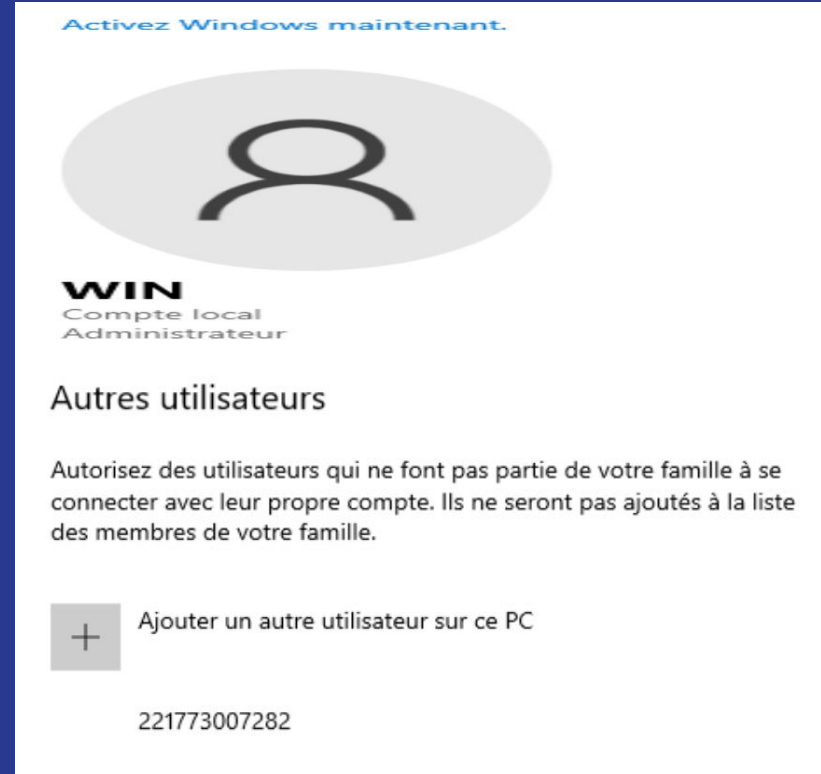 Activez Windows maintenant.
WIN
Compte local
Administrateur
Autres utilisateurs
Autorisez des utilisateurs qui ne font pas partie de votre famille à se
connecter avec leur propre compte. Ils ne seront pas ajoutés à la liste
des membres de votre famille.
Ajouter un autre utilisateur sur ce PC
221773007282